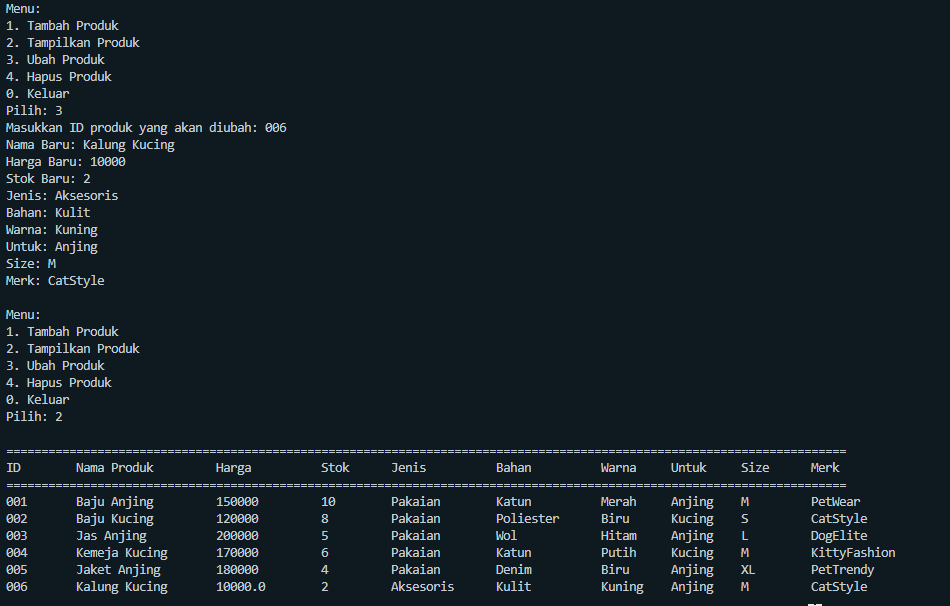 Menu:
1. Tambah Produk
2. Tampilkan Produk
3. Ubah Produk
4. Hapus Produk
0. Keluar
Pilih: 3
Masukkan ID produk yang akan diubah: 006
Nama Baru: Kalung Kucing
Harga Baru: 10000
Stok Baru: 2
Jenis: Aksesoris
Bahan: Kulit
Warna: Kuning
Untuk: Anjing
Size: M
Merk: CatStyle

Menu:
1. Tambah Produk
2. Tampilkan Produk
3. Ubah Produk
4. Hapus Produk
0. Keluar
Pilih: 2

========================================================================================================================
ID        Nama Produk         Harga          Stok      Jenis          Bahan          Warna     Untuk     Size      Merk
========================================================================================================================
001       Baju Anjing         150000         10        Pakaian        Katun          Merah     Anjing    M         PetWear
002       Baju Kucing         120000         8         Pakaian        Poliester      Biru      Kucing    S         CatStyle
003       Jas Anjing          200000         5         Pakaian        Wol            Hitam     Anjing    L         DogElite
004       Kemeja Kucing       170000         6         Pakaian        Katun          Putih     Kucing    M         KittyFashion
005       Jaket Anjing        180000         4         Pakaian        Denim          Biru      Anjing    XL        PetTrendy
006       Kalung Kucing       10000.0        2         Aksesoris      Kulit          Kuning    Anjing    M         CatStyle